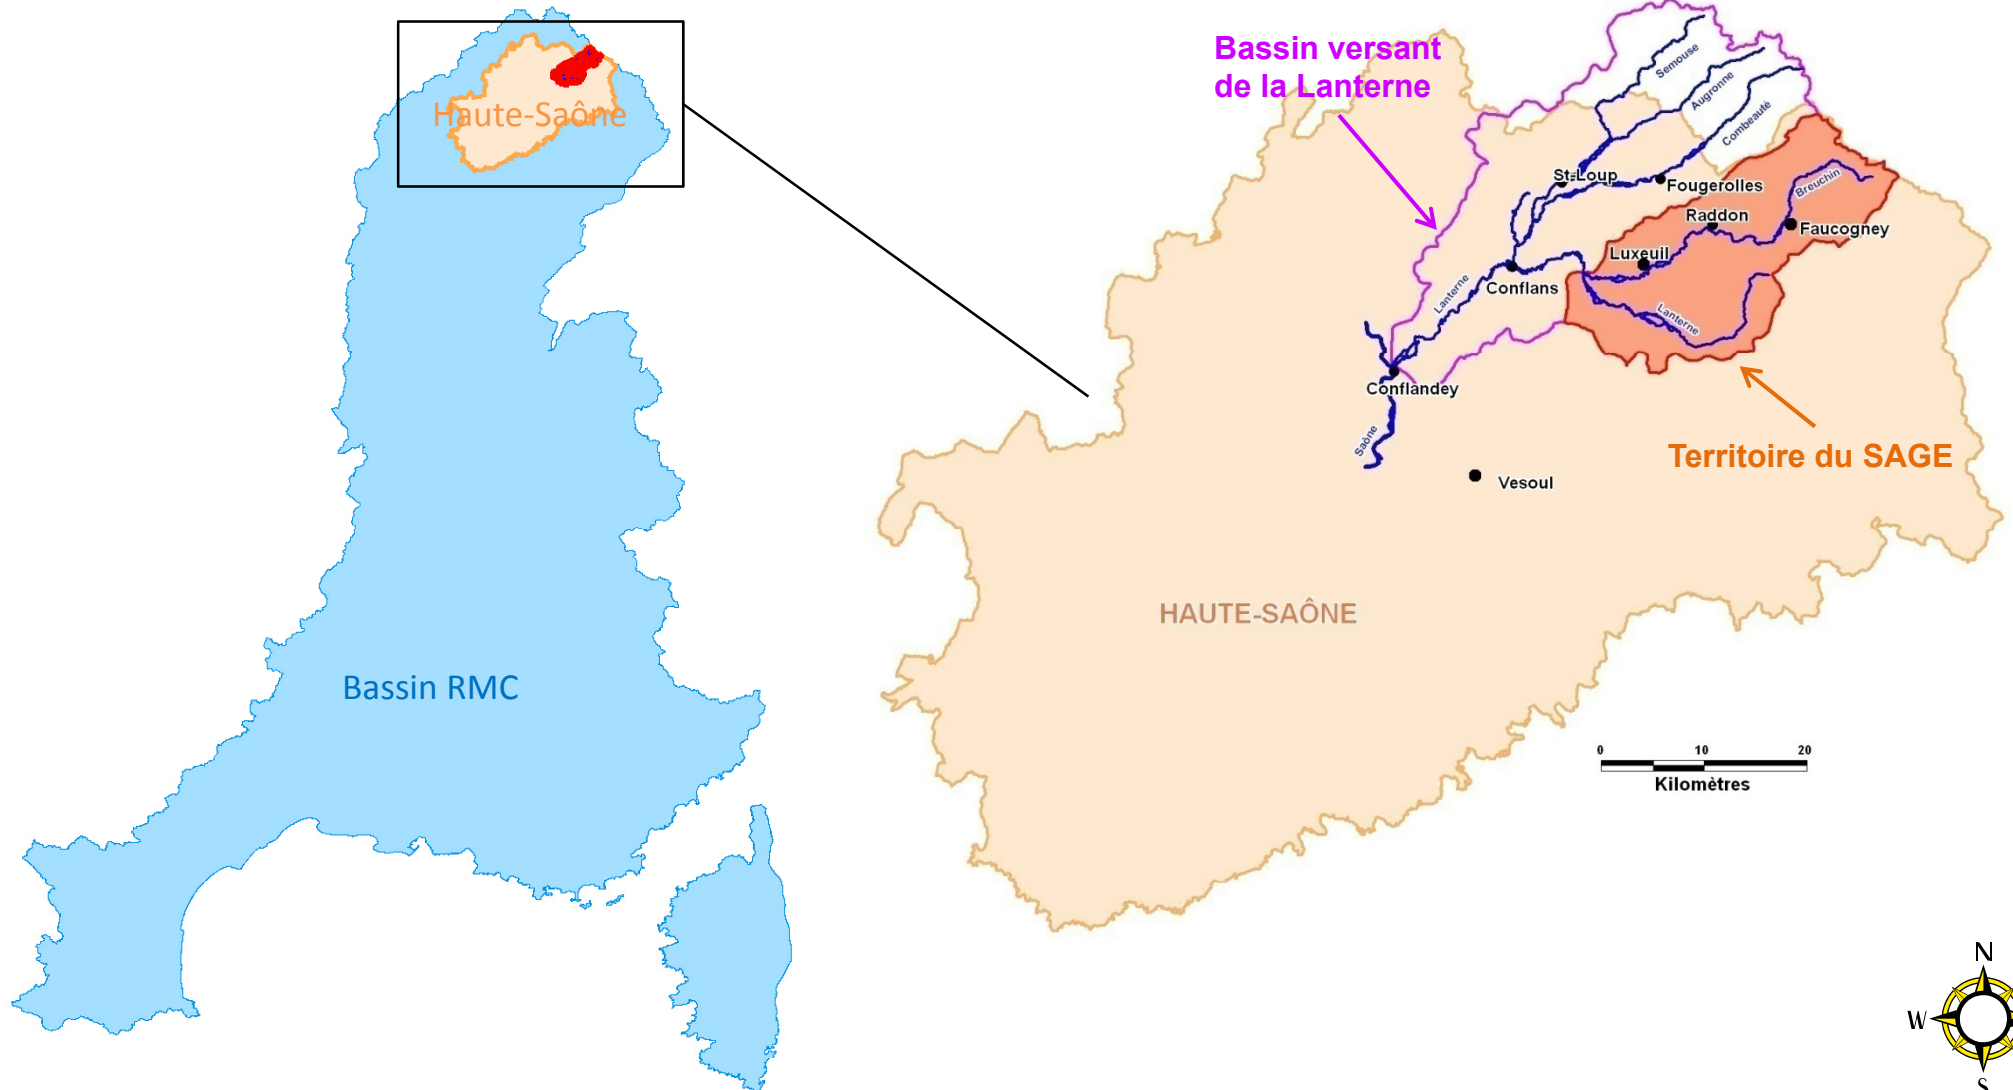 Haute-Saône
Bassin RMC
Bassin versant
de la Lanterne
Semouse
Augronne
Combeauté
St-Loup
Fougerolles
Breuchin
Raddon
Faucogney
Luxeuil
Conflans
Lanterne
Lanterne
Conflandey
Saône
Territoire du SAGE
Vesoul
HAUTE-SAÔNE
0 10 20
Kilomètres
N
W
S